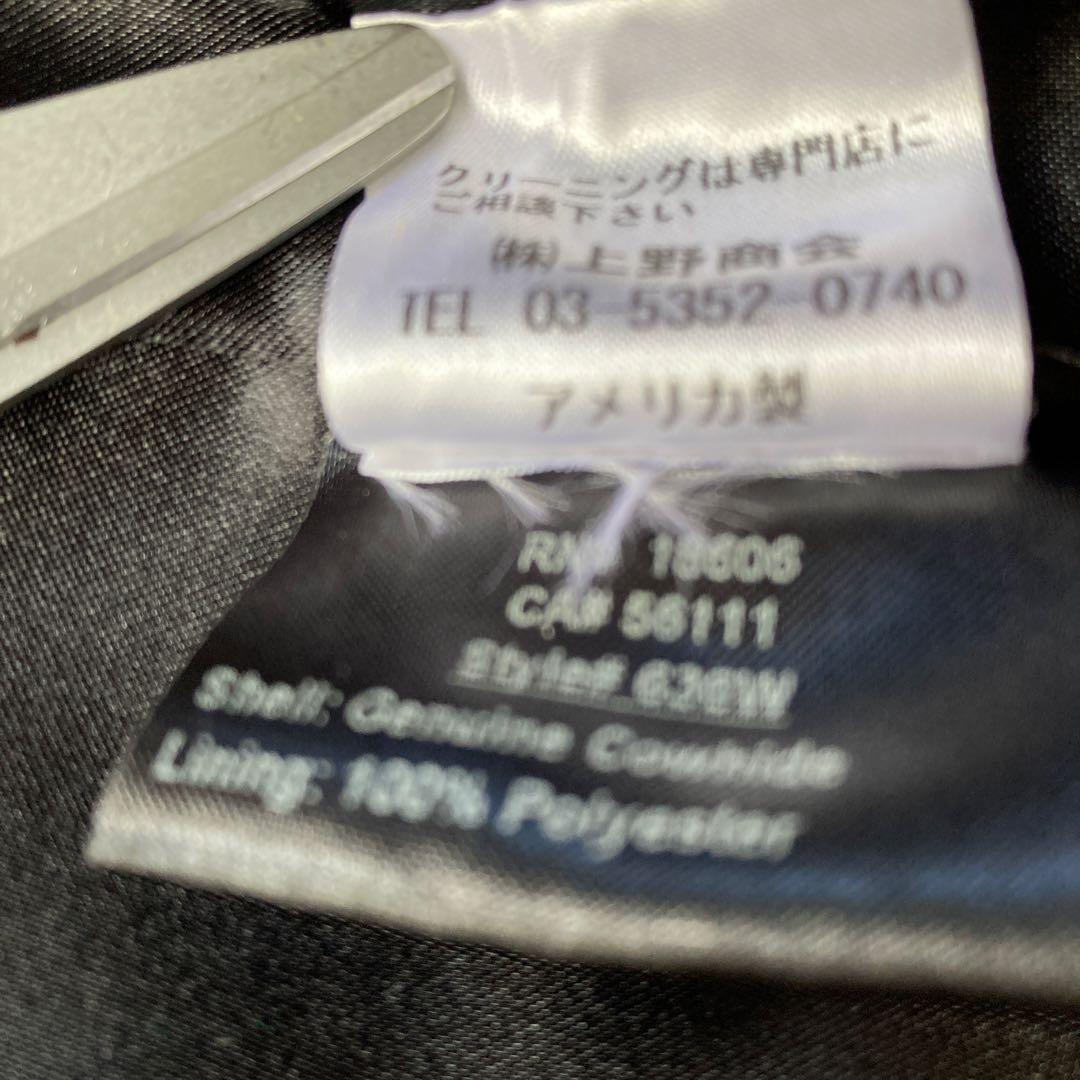 クリーニングは専門店に
ご相談下さい
㈱上野商会
TEL 03-5352-0740
アメリカ製
RN# 18606
CA# 56111
Style#
Shell: Genuine Cowhide
Lining: 100% Polyester